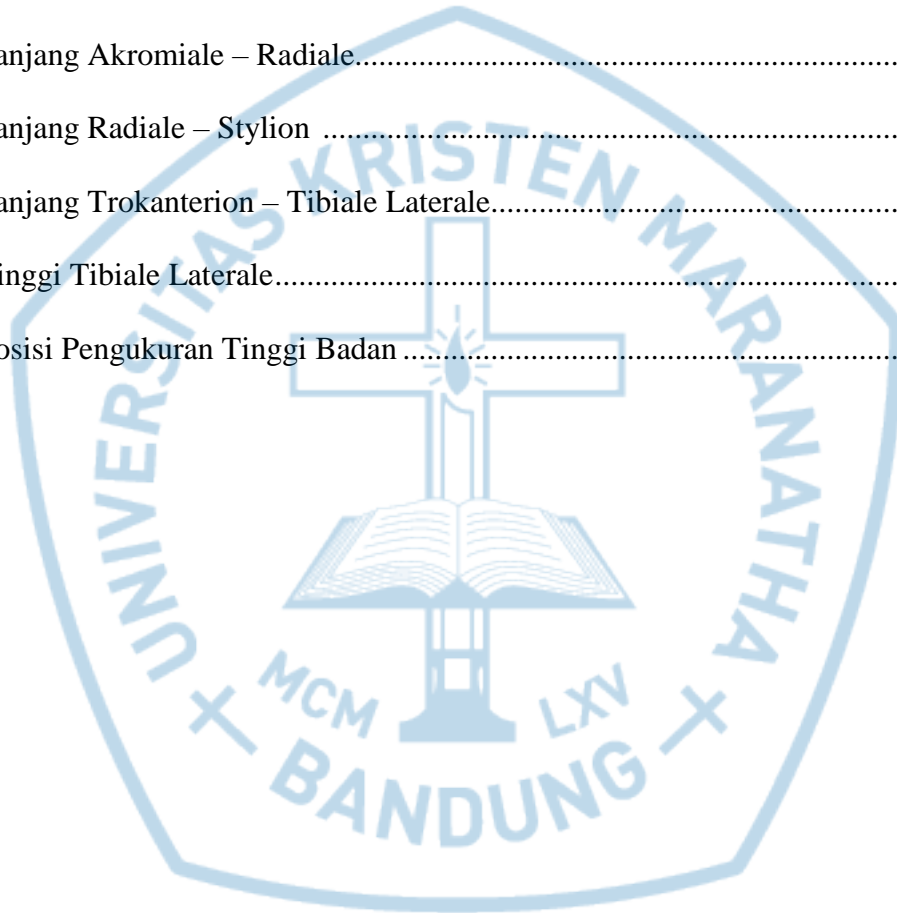 anjang Akromiale – Radiale...............................................................................
anjang Radiale – Stylion ...................................................................................
anjang Trokanterion – Tibiale Laterale...........................................................
inggi Tibiale Laterale..........................................................................................
osisi Pengukuran Tinggi Badan .......................................................................
UNIVERSITAS KRISTEN MARANATHA
MCM LXV
BANDUNG